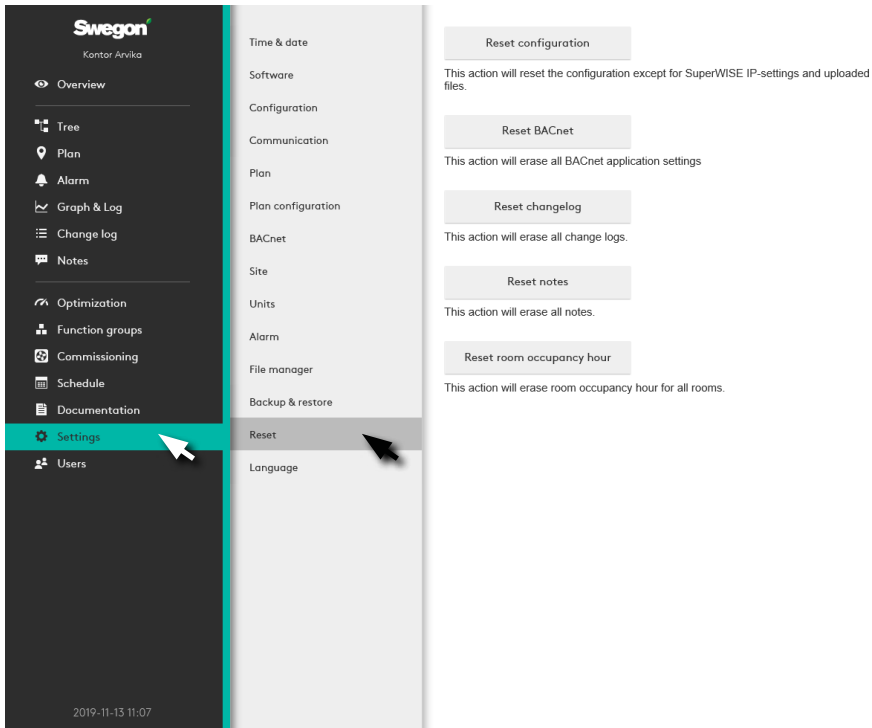 Swegon
Kontor Arvika
Overview
Tree
Plan
Alarm
Graph & Log
Change log
Notes
Optimization
Function groups
Commissioning
Schedule
Documentation
Settings
Users
2019-11-13 11:07
Time & date
Software
Configuration
Communication
Plan
Plan configuration
BACnet
Site
Units
Alarm
File manager
Backup & restore
Reset
Language
Reset configuration
This action will reset the configuration except for SuperWISE IP-settings and uploaded
files.
Reset BACnet
This action will erase all BACnet application settings
Reset changelog
This action will erase all change logs.
Reset notes
This action will erase all notes.
Reset room occupancy hour
This action will erase room occupancy hour for all rooms.